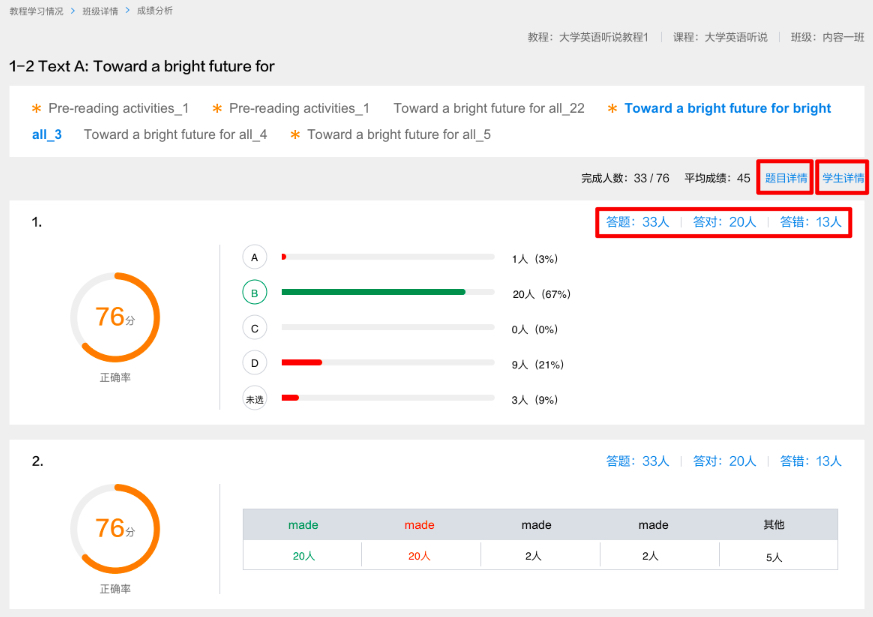 教程学习情况 > 班级详情 > 成绩分析
教程：大学英语听说教程1 | 课程：大学英语听说 | 班级：内容一班
1-2 Text A: Toward a bright future for
* Pre-reading activities_1 * Pre-reading activities_1 Toward a bright future for all_22 * Toward a bright future for bright
all_3 Toward a bright future for all_4 * Toward a bright future for all_5
完成人数：33 / 76 平均成绩：45 题目详情 学生详情
1. 答题：33人 | 答对：20人 | 答错：13人
A 1人（3%）
B 20人（67%）
C 0人（0%）
D 9人（21%）
未选 3人（9%）
76分
正确率
2. 答题：33人 | 答对：20人 | 答错：13人
76分
正确率
made made made made 其他
20人 20人 2人 2人 5人